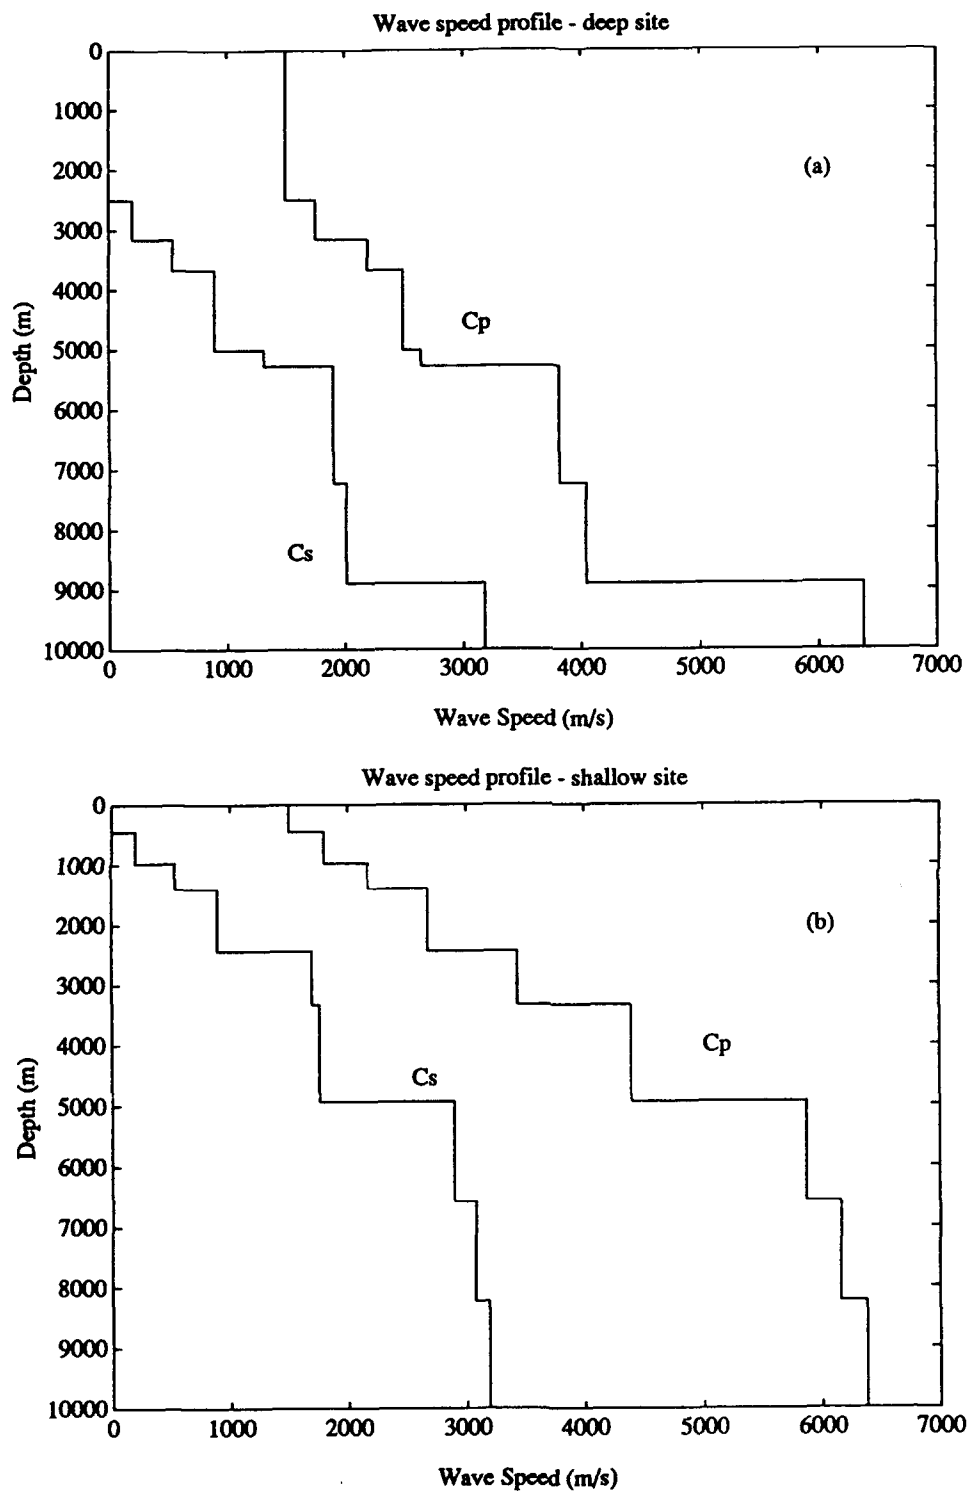 Wave speed profile - deep site
0
1000
2000
(a)
3000
4000
Cp
5000
6000
7000
Cs
8000
9000
10000
Depth (m)
0 1000 2000 3000 4000 5000 6000 7000
Wave Speed (m/s)
Wave speed profile - shallow site
0
1000
2000
(b)
3000
4000
Cp
Cs
5000
6000
7000
8000
9000
10000
Depth (m)
0 1000 2000 3000 4000 5000 6000 7000
Wave Speed (m/s)